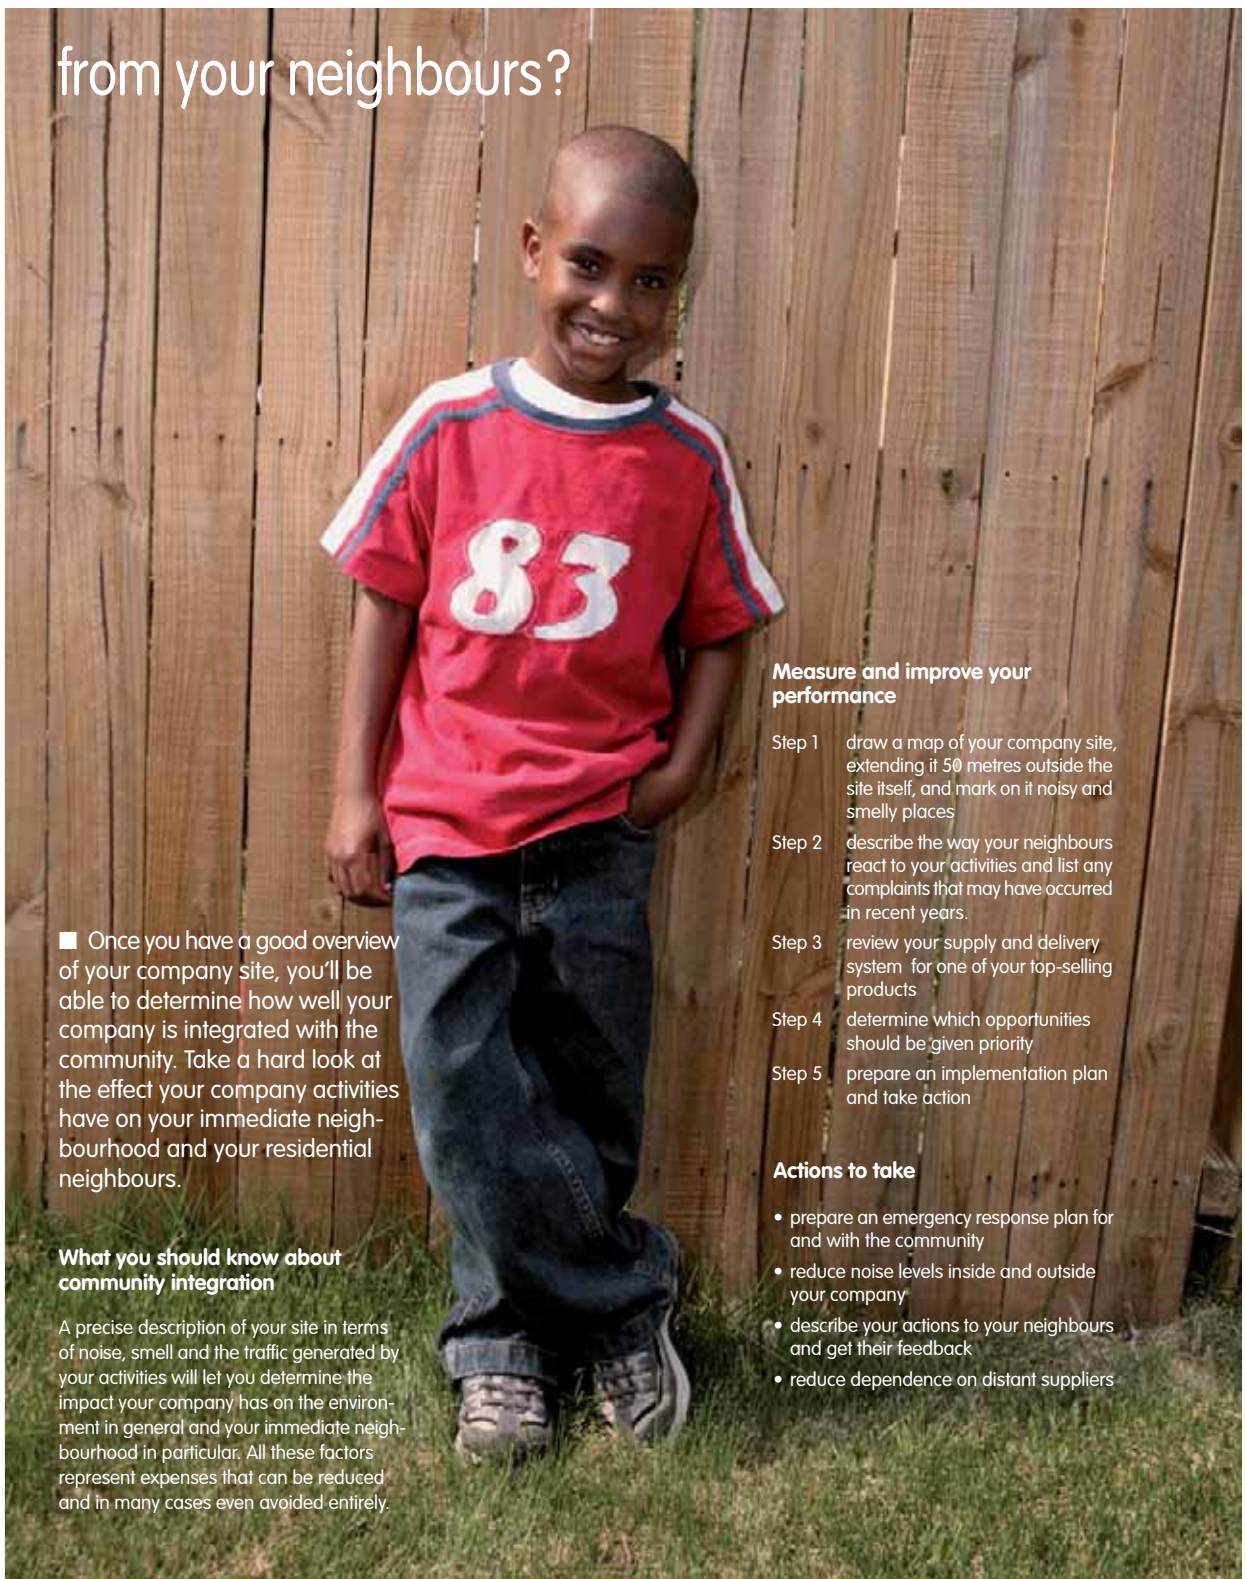 from your neighbours?
83
■ Once you have a good overview
of your company site, you’ll be
able to determine how well your
company is integrated with the
community. Take a hard look at
the effect your company activities
have on your immediate neigh-
bourhood and your residential
neighbours.
What you should know about
community integration
A precise description of your site in terms
of noise, smell and the traffic generated by
your activities will let you determine the
impact your company has on the environ-
ment in general and your immediate neigh-
bourhood in particular. All these factors
represent expenses that can be reduced
and in many cases even avoided entirely.
Measure and improve your
performance
Step 1 draw a map of your company site,
extending it 50 metres outside the
site itself, and mark on it noisy and
smelly places
Step 2 describe the way your neighbours
react to your activities and list any
complaints that may have occurred
in recent years.
Step 3 review your supply and delivery
system for one of your top-selling
products
Step 4 determine which opportunities
should be given priority
Step 5 prepare an implementation plan
and take action
Actions to take
• prepare an emergency response plan for
and with the community
• reduce noise levels inside and outside
your company
• describe your actions to your neighbours
and get their feedback
• reduce dependence on distant suppliers